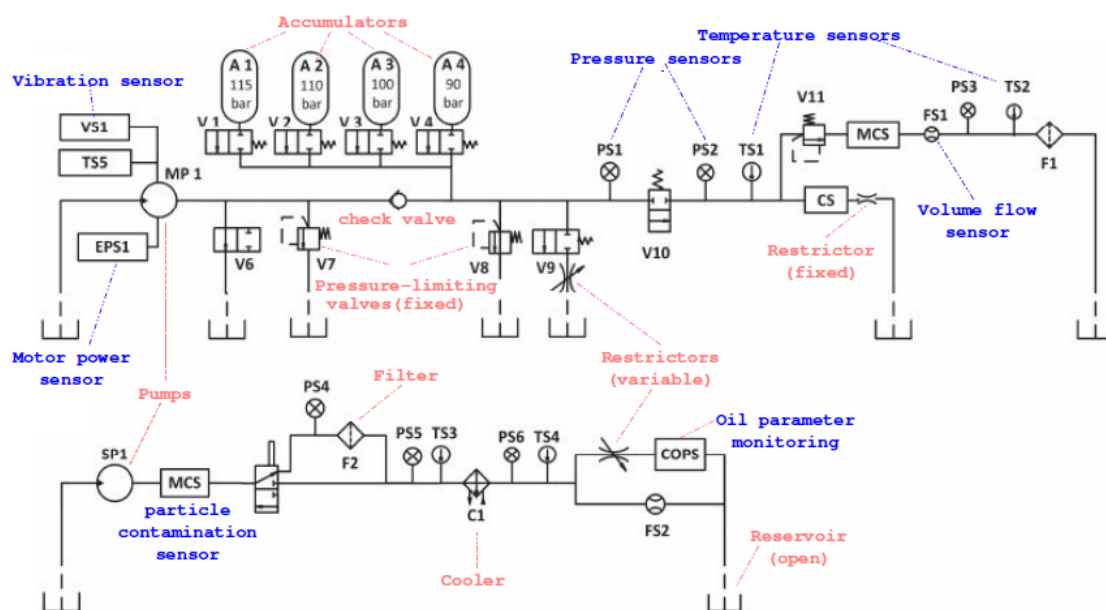 Accumulators
Temperature sensors
Pressure sensors
Vibration sensor
A 1
115
bar
A 2
110
bar
A 3
100
bar
A 4
90
bar
V 1
V 2
V 3
V 4
VS1
TS5
MP 1
EPS1
PS1
PS2
TS1
V11
MCS
FS1
PS3
TS2
F1
CS
check valve
V6
V7
V8
V9
V10
Volume flow
sensor
Restrictor
(fixed)
Pressure-limiting
valves(fixed)
Motor power
sensor
Pumps
Filter
Restrictors
(variable)
Oil parameter
monitoring
SP1
MCS
PS4
F2
PS5
TS3
C1
PS6
TS4
COPS
FS2
particle
contamination
sensor
Cooler
Reservoir
(open)